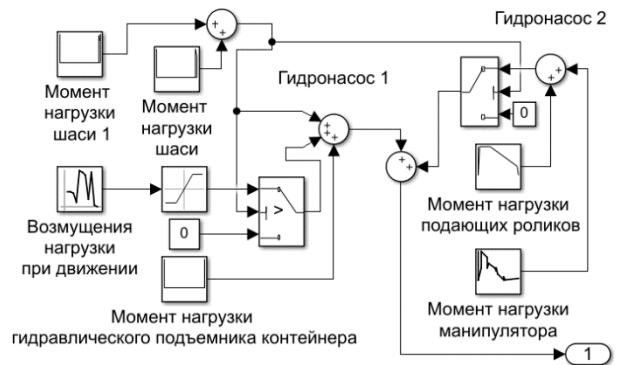 Гидронасос 2
Гидронасос 1
Момент
нагрузки
шаси 1
Момент
нагрузки
шаси
0
Момент нагрузки
подающих роликов
Возмущения
нагрузки
при движении
0
>
Момент нагрузки
гидравлического подъемника контейнера
Момент нагрузки
манипулятора
1